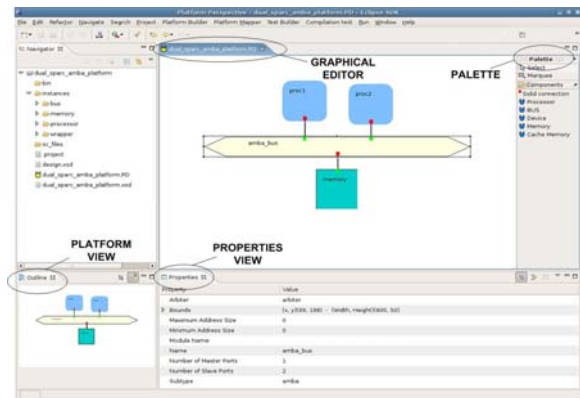 Platform Perspective - dual_sparc_amba_platform.PD - Eclipse SDK
File Edit Refactor Navigate Search Project Platform Builder Platform Mapper Test Builder Compilation test Run Window Help
Navigator
dual_sparc_amba_platform
bin
instances
bus
memory
processor
wrapper
sc_files
.project
design.xsd
dual_sparc_amba_platform.PD
dual_sparc_amba_platform.xsd
dual_sparc_amba_platform.PD
GRAPHICAL
EDITOR
PALETTE
proc1
proc2
amba_bus
memory
Palette
Select
Marquee
Components
Solid connection
Processor
BUS
Device
Memory
Cache Memory
PLATFORM
VIEW
PROPERTIES
VIEW
Outline
Properties
Property Value
Arbiter arbiter
Bounds
Maximum Address Size 0
Minimum Address Size 0
Module Name
Name amba_bus
Number of Master Ports 1
Number of Slave Ports 2
Subtype amba